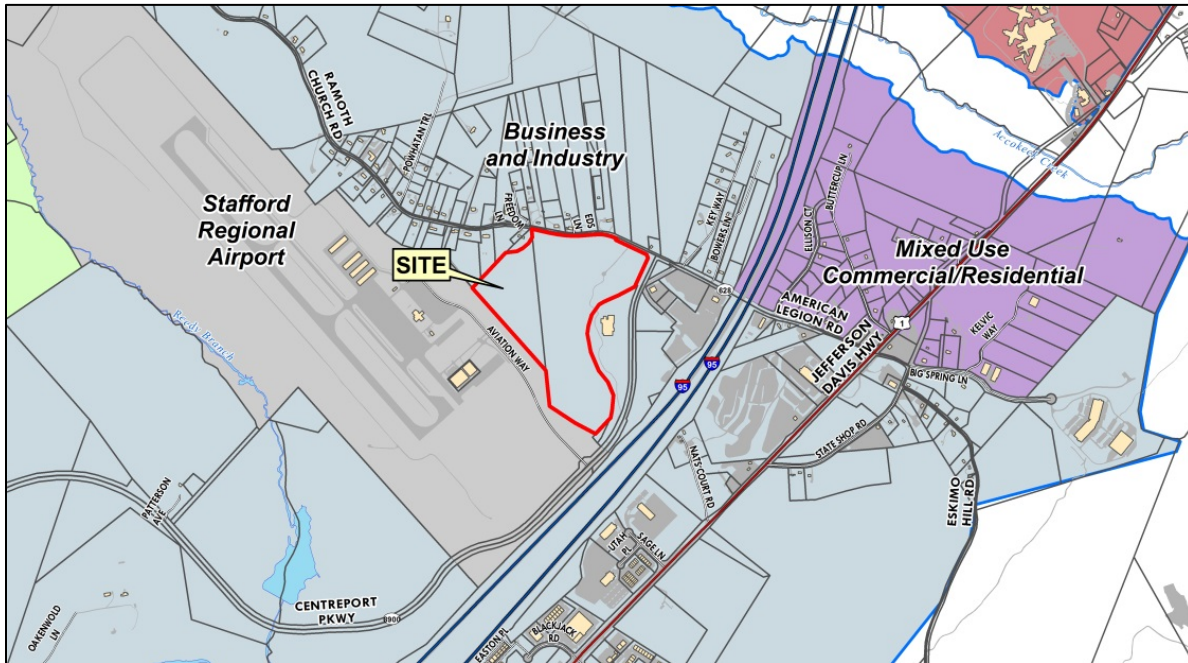 RAMOTH
CHURCH RD
POWHATAN TRL
Business
and Industry
Stafford
Regional
Airport
SITE
FREEDOM
LN
EDS
LN
KEY WAY
BOWERS LN
ELLISON CT
BUTTERCUP LN
Accokeek Creek
Mixed Use
Commercial/Residential
628
AMERICAN
LEGION RD
JEFFERSON
DAVIS HWY
1
KELVIC
WAY
BIG SPRING LN
95
95
AVIATION WAY
Reeds Branch
STATE SHOP RD
NATS COURT RD
ESKIMO
HILL RD
PATTERSON
AVE
UTAH
PL
SAGE LN
CENTREPORT
PKWY
8900
OAKENWOLD
LN
EASTON PL
BLACKJACK
RD